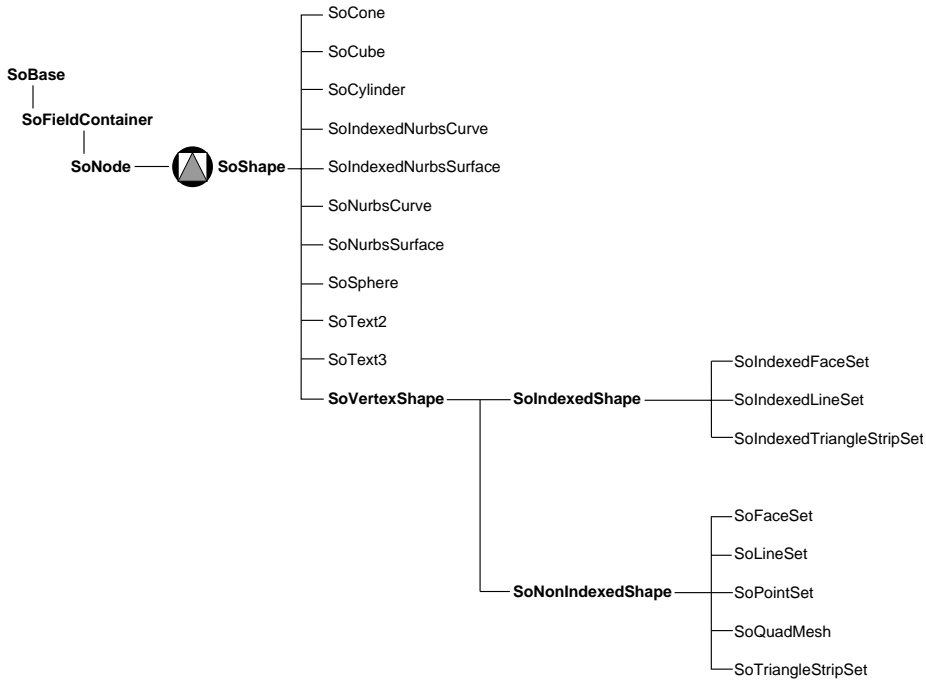 SoCone
SoCube
SoBase
SoCylinder
SoFieldContainer
SoIndexedNurbsCurve
SoNode
SoShape
SoIndexedNurbsSurface
SoNurbsCurve
SoNurbsSurface
SoSphere
SoText2
SoText3
SoIndexedFaceSet
SoVertexShape
SoIndexedShape
SoIndexedLineSet
SoIndexedTriangleStripSet
SoFaceSet
SoLineSet
SoNonIndexedShape
SoPointSet
SoQuadMesh
SoTriangleStripSet